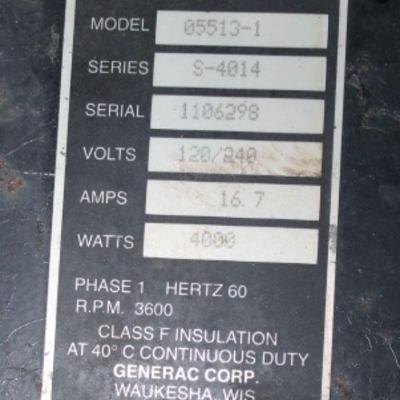 MODEL 05513-1
SERIES S-4014
SERIAL 1106298
VOLTS 120/240
AMPS 16.7
WATTS 4000
PHASE 1 HERTZ 60
R.P.M. 3600
CLASS F INSULATION
AT 40° C CONTINUOUS DUTY
GENERAC CORP.
WAUKESHA, WIS